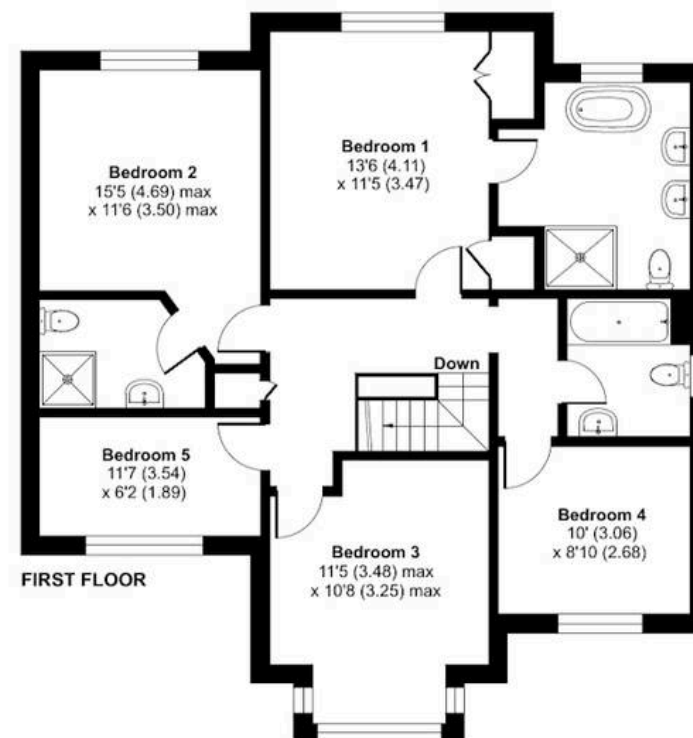 Bedroom 1
13'6 (4.11)
x 11'5 (3.47)
Bedroom 2
15'5 (4.69) max
x 11'6 (3.50) max
Down
Bedroom 5
11'7 (3.54)
x 6'2 (1.89)
Bedroom 4
10' (3.06)
x 8'10 (2.68)
Bedroom 3
11'5 (3.48) max
x 10'8 (3.25) max
FIRST FLOOR